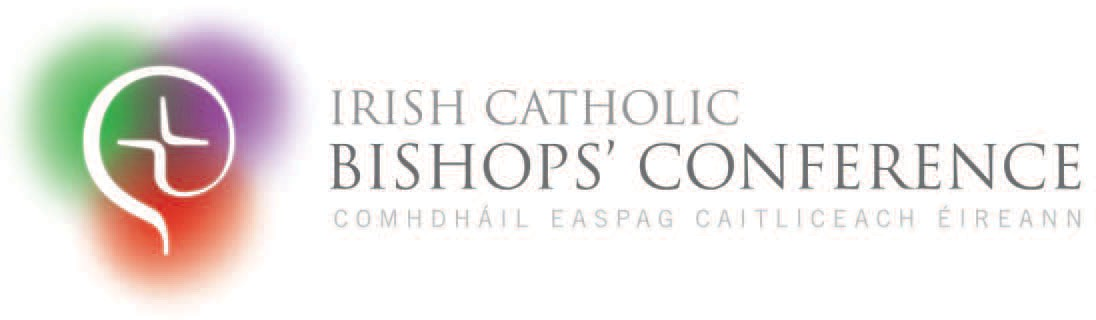 IRISH CATHOLIC
BISHOPS’ CONFERENCE
COMHDHÁIL EASPAG CAITLICEACH ÉIREANN